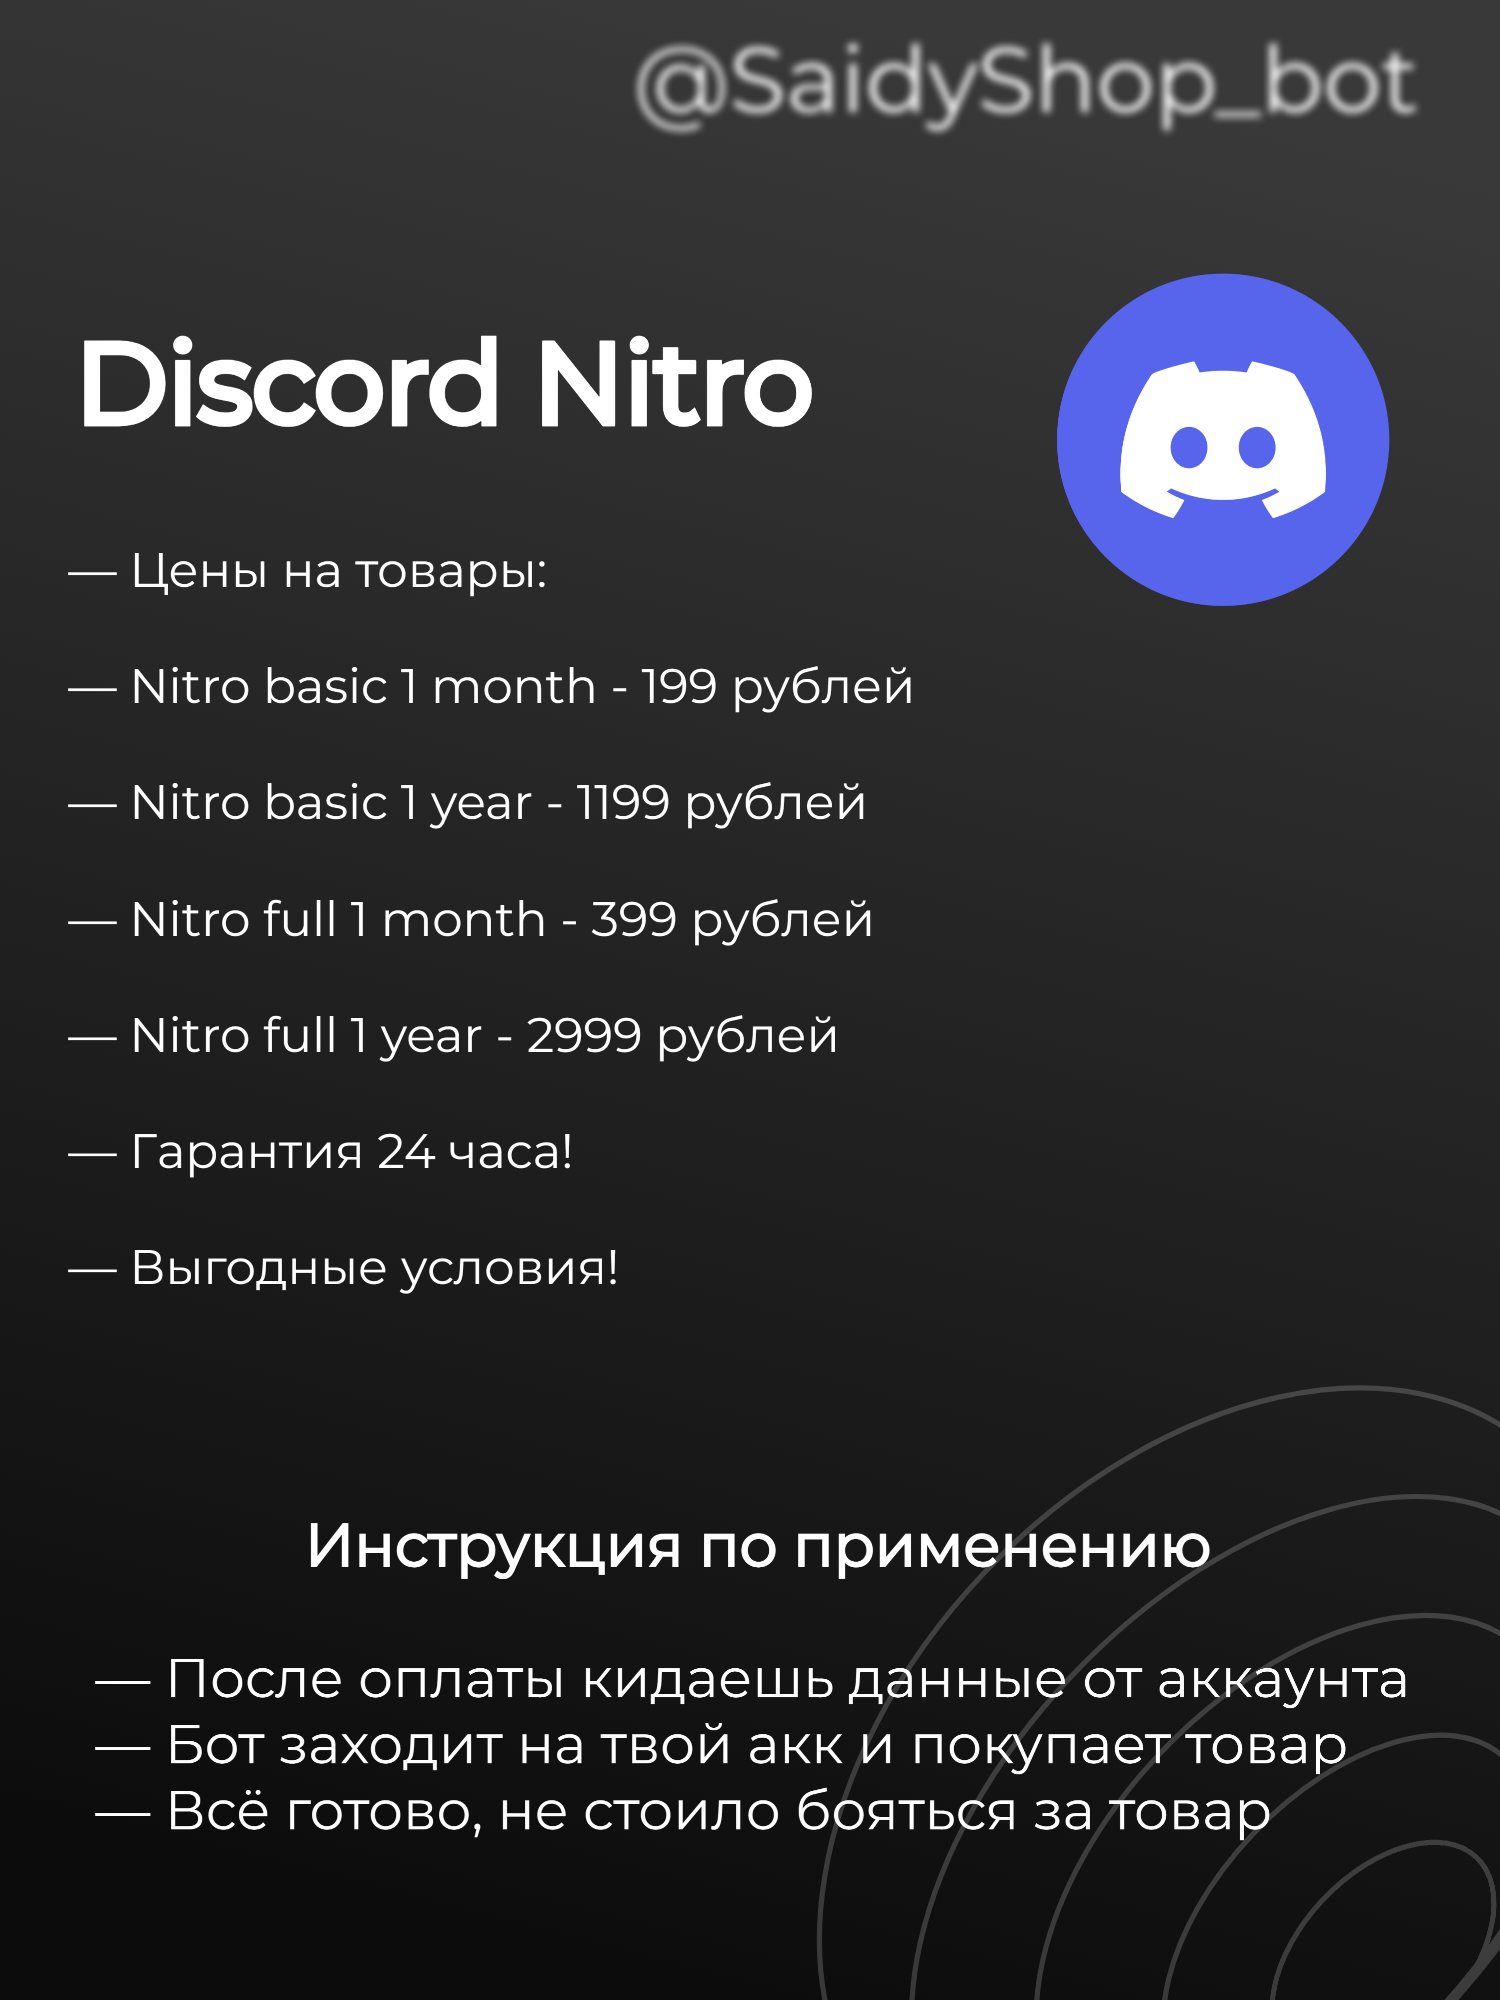 @SaidyShop_bot
Discord Nitro
— Цены на товары:
— Nitro basic 1 month - 199 рублей
— Nitro basic 1 year - 1199 рублей
— Nitro full 1 month - 399 рублей
— Nitro full 1 year - 2999 рублей
— Гарантия 24 часа!
— Выгодные условия!
Инструкция по применению
— После оплаты кидаешь данные от аккаунта
— Бот заходит на твой акк и покупает товар
— Всё готово, не стоило бояться за товар